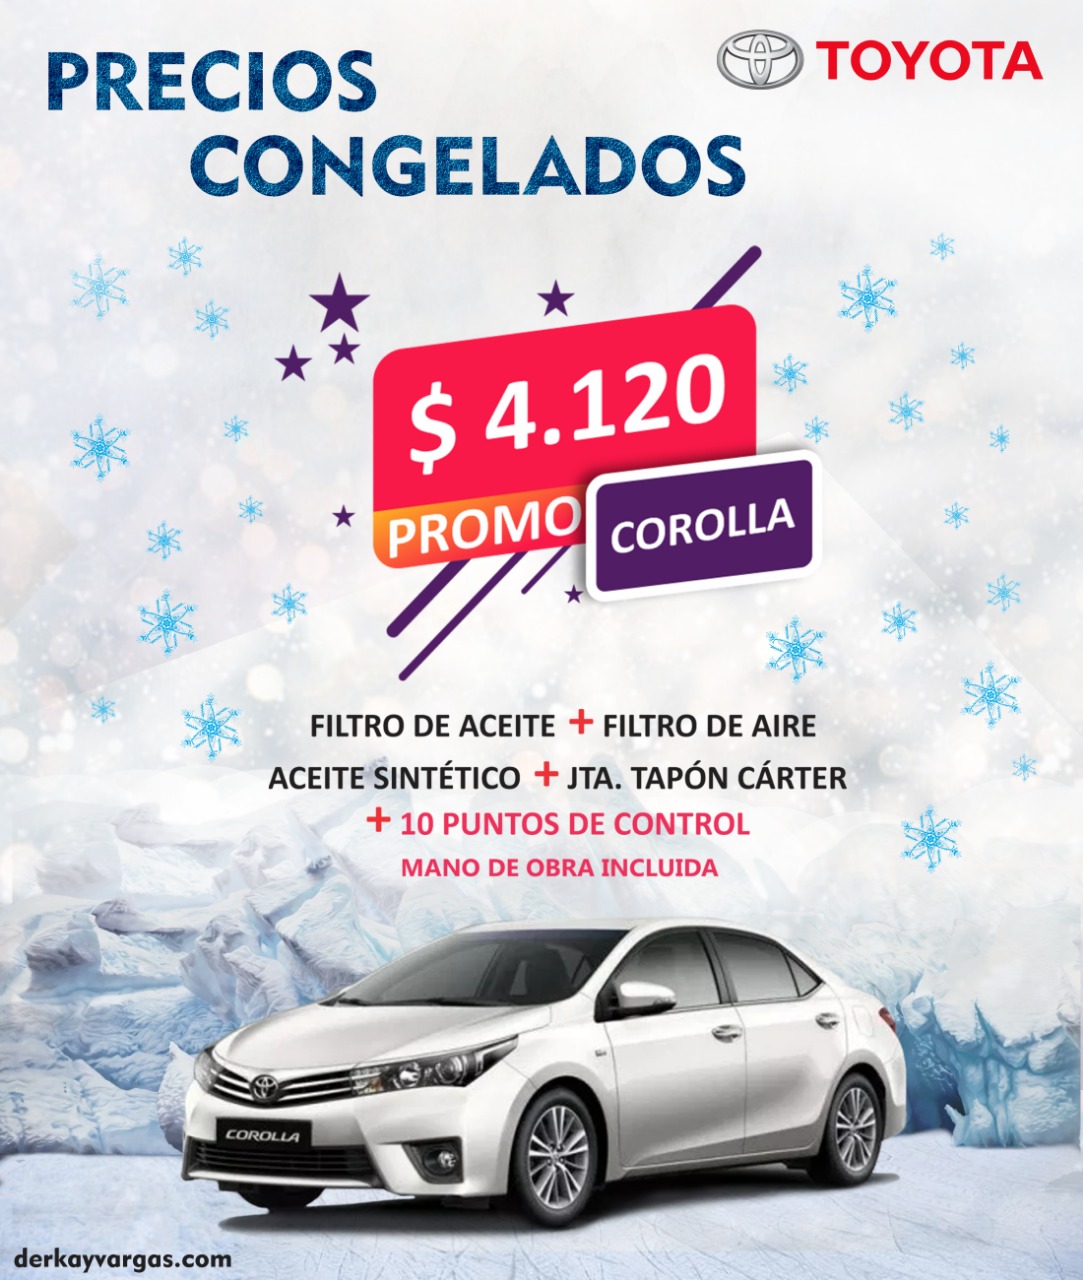 PRECIOS
CONGELADOS
TOYOTA
$ 4.120
PROMO
COROLLA
FILTRO DE ACEITE + FILTRO DE AIRE
ACEITE SINTÉTICO + JTA. TAPÓN CÁRTER
+ 10 PUNTOS DE CONTROL
MANO DE OBRA INCLUIDA
COROLLA
derkayvargas.com